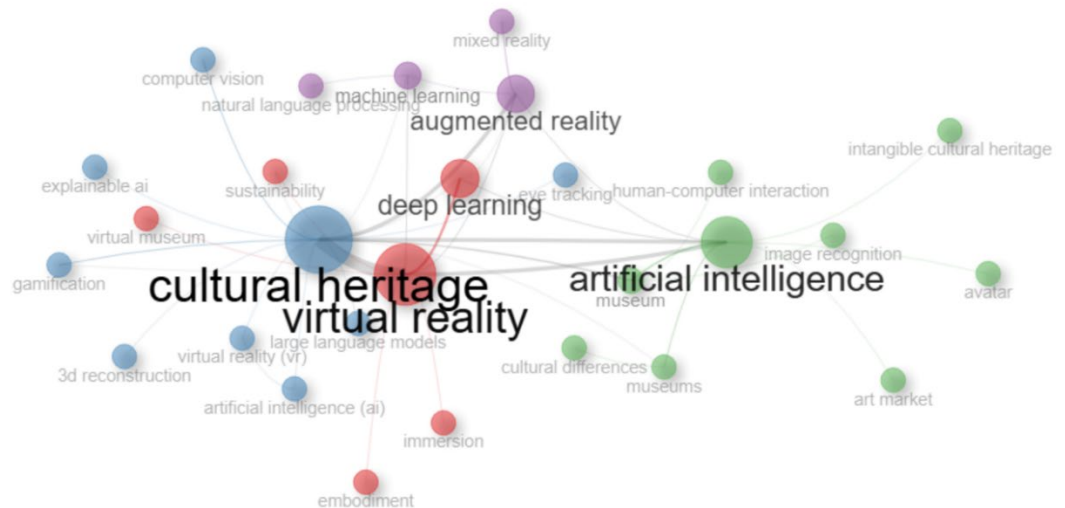 mixed reality
computer vision
natural language processing
machine learning
augmented reality
intangible cultural heritage
explainable ai
sustainability
deep learning
eye tracking
human-computer interaction
virtual museum
image recognition
gamification
cultural heritage
artificial intelligence
museum
avatar
virtual reality
large language models
virtual reality (vr)
3d reconstruction
cultural differences
museums
artificial intelligence (ai)
art market
immersion
embodiment